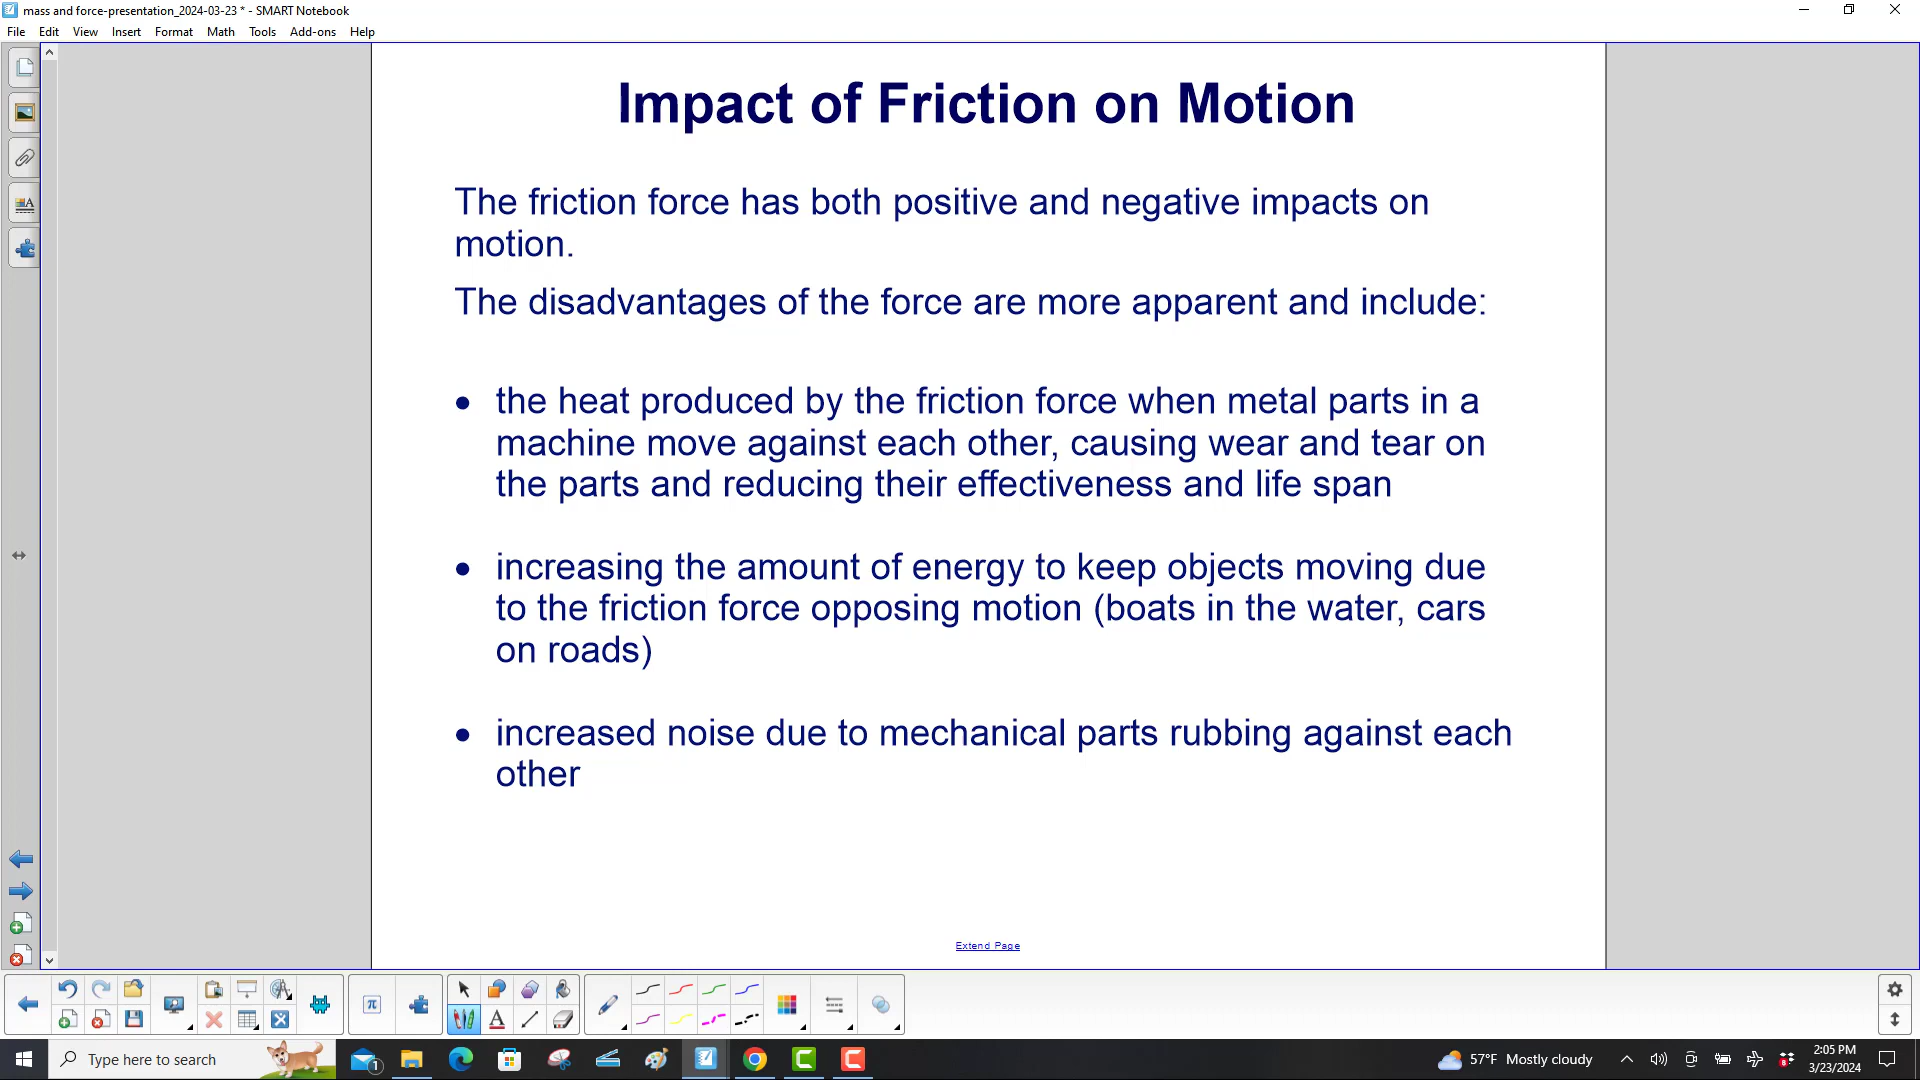 mass and force-presentation_2024-03-23 * - SMART Notebook
File Edit View Insert Format Math Tools Add-ons Help
Impact of Friction on Motion
The friction force has both positive and negative impacts on
motion.
The disadvantages of the force are more apparent and include:
• the heat produced by the friction force when metal parts in a
machine move against each other, causing wear and tear on
the parts and reducing their effectiveness and life span
• increasing the amount of energy to keep objects moving due
to the friction force opposing motion (boats in the water, cars
on roads)
• increased noise due to mechanical parts rubbing against each
other
Extend Page
Type here to search
1
57°F Mostly cloudy
2:05 PM
3/23/2024